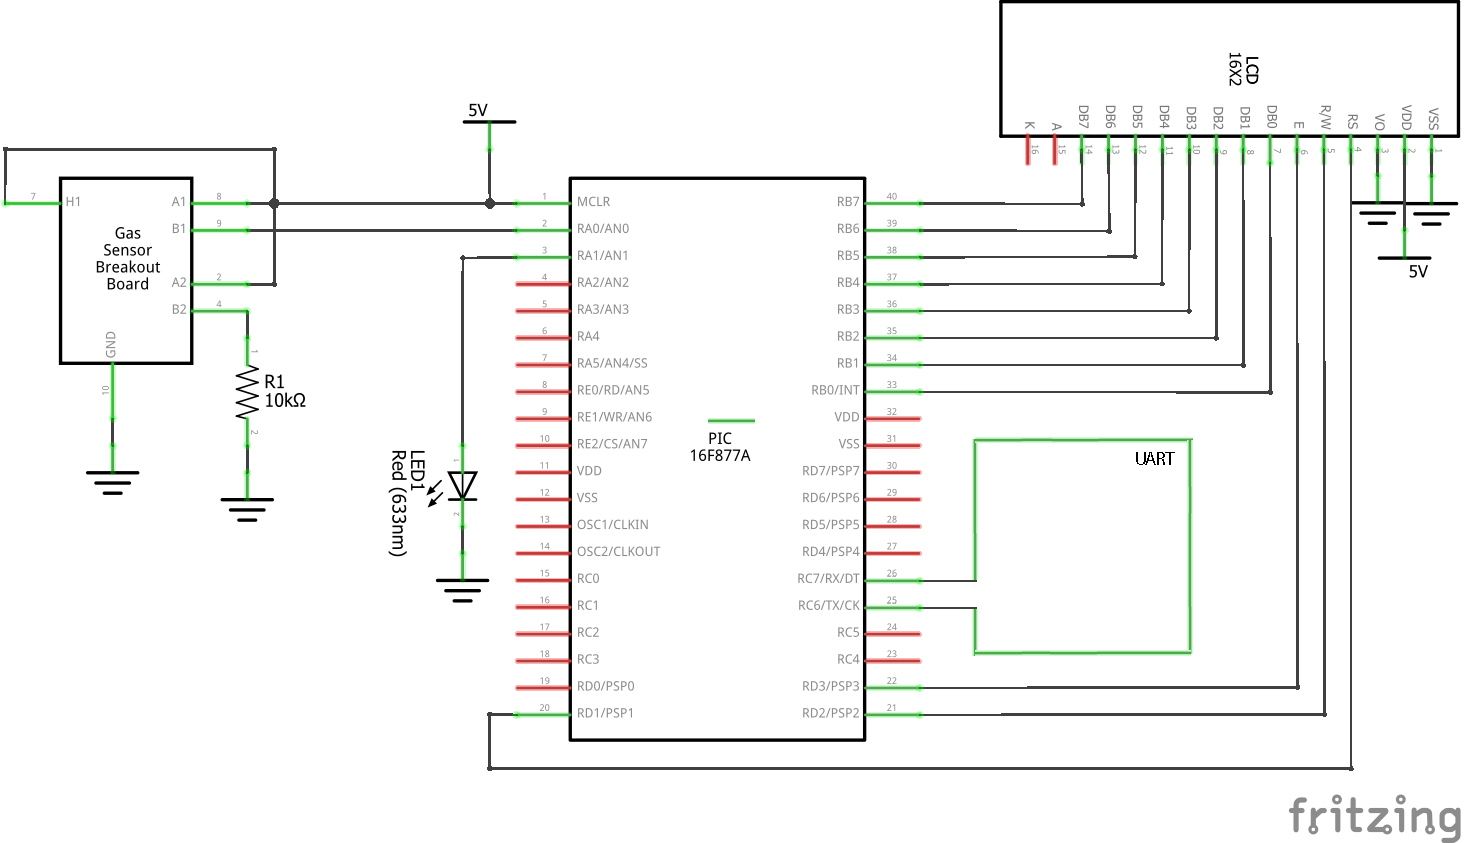 LCD
16X2
K
A
DB7
DB6
DB5
DB4
DB3
DB2
DB1
DB0
E
R/W
RS
VO
VDD
VSS
16
15
14
13
12
11
10
9
8
7
6
5
4
3
2
1
5V
5V
H1
7
A1
8
B1
9
A2
2
B2
4
GND
10
Gas
Sensor
Breakout
Board
1
R1
10kΩ
2
LED1
Red (633nm)
1
2
PIC
16F877A
1 MCLR
2 RA0/AN0
3 RA1/AN1
4 RA2/AN2
5 RA3/AN3
6 RA4
7 RA5/AN4/SS
8 RE0/RD/AN5
9 RE1/WR/AN6
10 RE2/CS/AN7
11 VDD
12 VSS
13 OSC1/CLKIN
14 OSC2/CLKOUT
15 RC0
16 RC1
17 RC2
18 RC3
19 RD0/PSP0
20 RD1/PSP1
RB7 40
RB6 39
RB5 38
RB4 37
RB3 36
RB2 35
RB1 34
RB0/INT 33
VDD 32
VSS 31
RD7/PSP7 30
RD6/PSP6 29
RD5/PSP5 28
RD4/PSP4 27
RC7/RX/DT 26
RC6/TX/CK 25
RC5 24
RC4 23
RD3/PSP3 22
RD2/PSP2 21
UART
fritzing